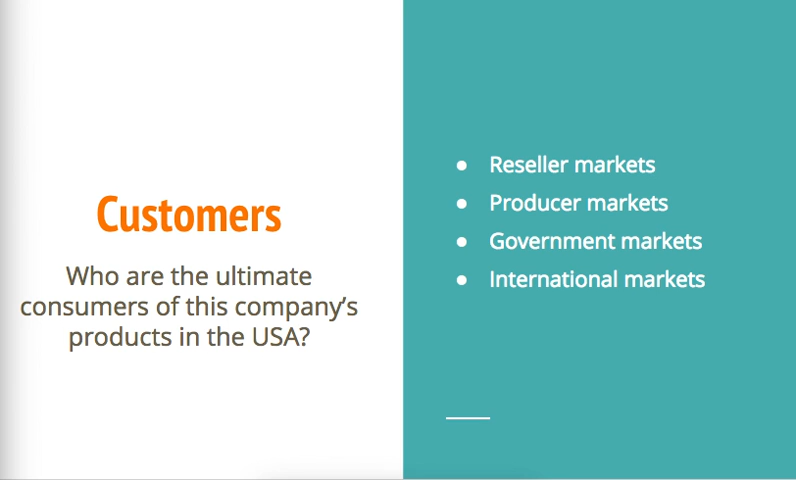 Customers
Who are the ultimate
consumers of this company's
products in the USA?
● Reseller markets
● Producer markets
● Government markets
● International markets